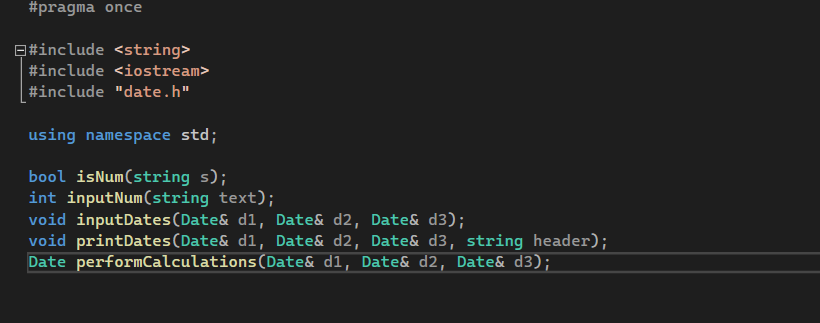 #pragma once
#include <string>
#include <iostream>
#include "date.h"
using namespace std;
bool isNum(string s);
int inputNum(string text);
void inputDates(Date& d1, Date& d2, Date& d3);
void printDates(Date& d1, Date& d2, Date& d3, string header);
Date performCalculations(Date& d1, Date& d2, Date& d3);